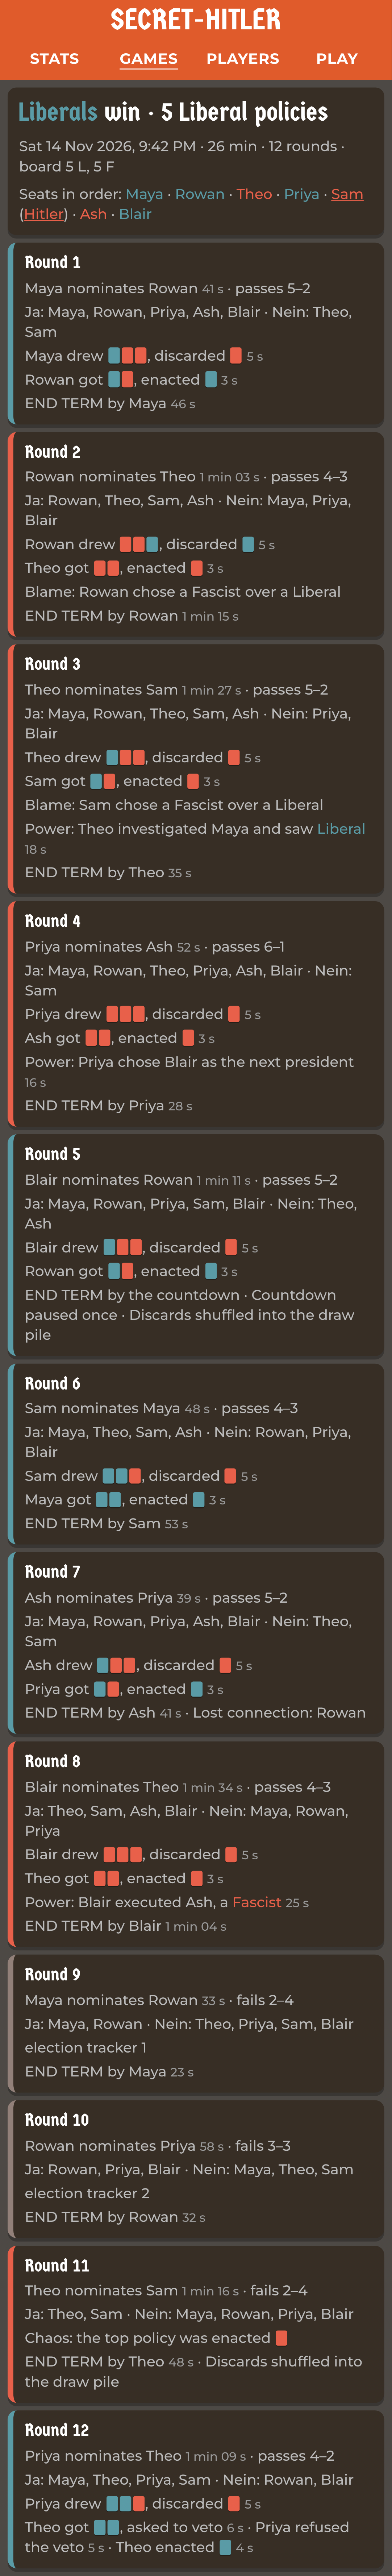 SECRET-HITLER
STATS GAMES PLAYERS PLAY
Liberals win · 5 Liberal policies
Sat 14 Nov 2026, 9:42 PM · 26 min · 12 rounds ·
board 5 L, 5 F
Seats in order: Maya · Rowan · Theo · Priya · Sam
(Hitler) · Ash · Blair
Round 1
Maya nominates Rowan 41 s · passes 5–2
Ja: Maya, Rowan, Priya, Ash, Blair · Nein: Theo,
Sam
Maya drew , discarded 5 s
Rowan got , enacted 3 s
END TERM by Maya 46 s
Round 2
Rowan nominates Theo 1 min 03 s · passes 4–3
Ja: Rowan, Theo, Sam, Ash · Nein: Maya, Priya,
Blair
Rowan drew , discarded 5 s
Theo got , enacted 3 s
Blame: Rowan chose a Fascist over a Liberal
END TERM by Rowan 1 min 15 s
Round 3
Theo nominates Sam 1 min 27 s · passes 5–2
Ja: Maya, Rowan, Theo, Sam, Ash · Nein: Priya,
Blair
Theo drew , discarded 5 s
Sam got , enacted 3 s
Blame: Sam chose a Fascist over a Liberal
Power: Theo investigated Maya and saw Liberal
18 s
END TERM by Theo 35 s
Round 4
Priya nominates Ash 52 s · passes 6–1
Ja: Maya, Rowan, Theo, Priya, Ash, Blair · Nein:
Sam
Priya drew , discarded 5 s
Ash got , enacted 3 s
Power: Priya chose Blair as the next president
16 s
END TERM by Priya 28 s
Round 5
Blair nominates Rowan 1 min 11 s · passes 5–2
Ja: Maya, Rowan, Priya, Sam, Blair · Nein: Theo,
Ash
Blair drew , discarded 5 s
Rowan got , enacted 3 s
END TERM by the countdown · Countdown
paused once · Discards shuffled into the draw
pile
Round 6
Sam nominates Maya 48 s · passes 4–3
Ja: Maya, Theo, Sam, Ash · Nein: Rowan, Priya,
Blair
Sam drew , discarded 5 s
Maya got , enacted 3 s
END TERM by Sam 53 s
Round 7
Ash nominates Priya 39 s · passes 5–2
Ja: Maya, Rowan, Priya, Ash, Blair · Nein: Theo,
Sam
Ash drew , discarded 5 s
Priya got , enacted 3 s
END TERM by Ash 41 s · Lost connection: Rowan
Round 8
Blair nominates Theo 1 min 34 s · passes 4–3
Ja: Theo, Sam, Ash, Blair · Nein: Maya, Rowan,
Priya
Blair drew , discarded 5 s
Theo got , enacted 3 s
Power: Blair executed Ash, a Fascist 25 s
END TERM by Blair 1 min 04 s
Round 9
Maya nominates Rowan 33 s · fails 2–4
Ja: Maya, Rowan · Nein: Theo, Priya, Sam, Blair
election tracker 1
END TERM by Maya 23 s
Round 10
Rowan nominates Priya 58 s · fails 3–3
Ja: Rowan, Priya, Blair · Nein: Maya, Theo, Sam
election tracker 2
END TERM by Rowan 32 s
Round 11
Theo nominates Sam 1 min 16 s · fails 2–4
Ja: Theo, Sam · Nein: Maya, Rowan, Priya, Blair
Chaos: the top policy was enacted
END TERM by Theo 48 s · Discards shuffled into
the draw pile
Round 12
Priya nominates Theo 1 min 09 s · passes 4–2
Ja: Maya, Theo, Priya, Sam · Nein: Rowan, Blair
Priya drew , discarded 5 s
Theo got , asked to veto 6 s · Priya refused
the veto 5 s · Theo enacted 4 s